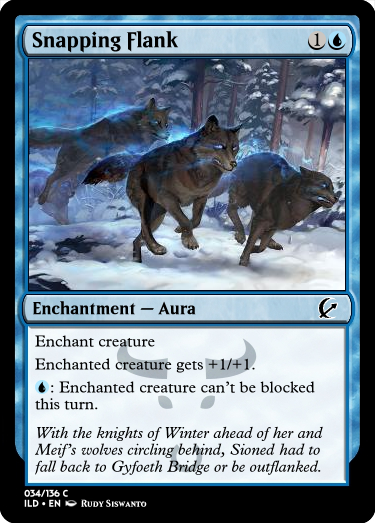 Snapping Flank 1
Enchantment — Aura
Enchant creature
Enchanted creature gets +1/+1.
: Enchanted creature can't be blocked
this turn.
With the knights of Winter ahead of her and
Meif's wolves circling behind, Sioned had to
fall back to Gyfoeth Bridge or be outflanked.
034/136 C
ILD • EN Rudy Siswanto